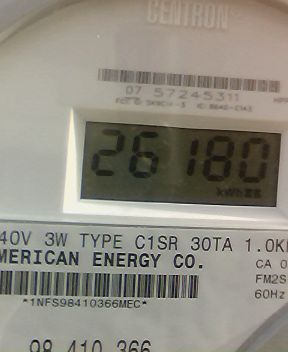 CENTRON
07 57245311
26180
kWh
40V 3W TYPE C1SR 30TA 1.0K
MERICAN ENERGY CO.
CA 0
FM2S
*1NFS98410366MEC*
60Hz
98 410 366